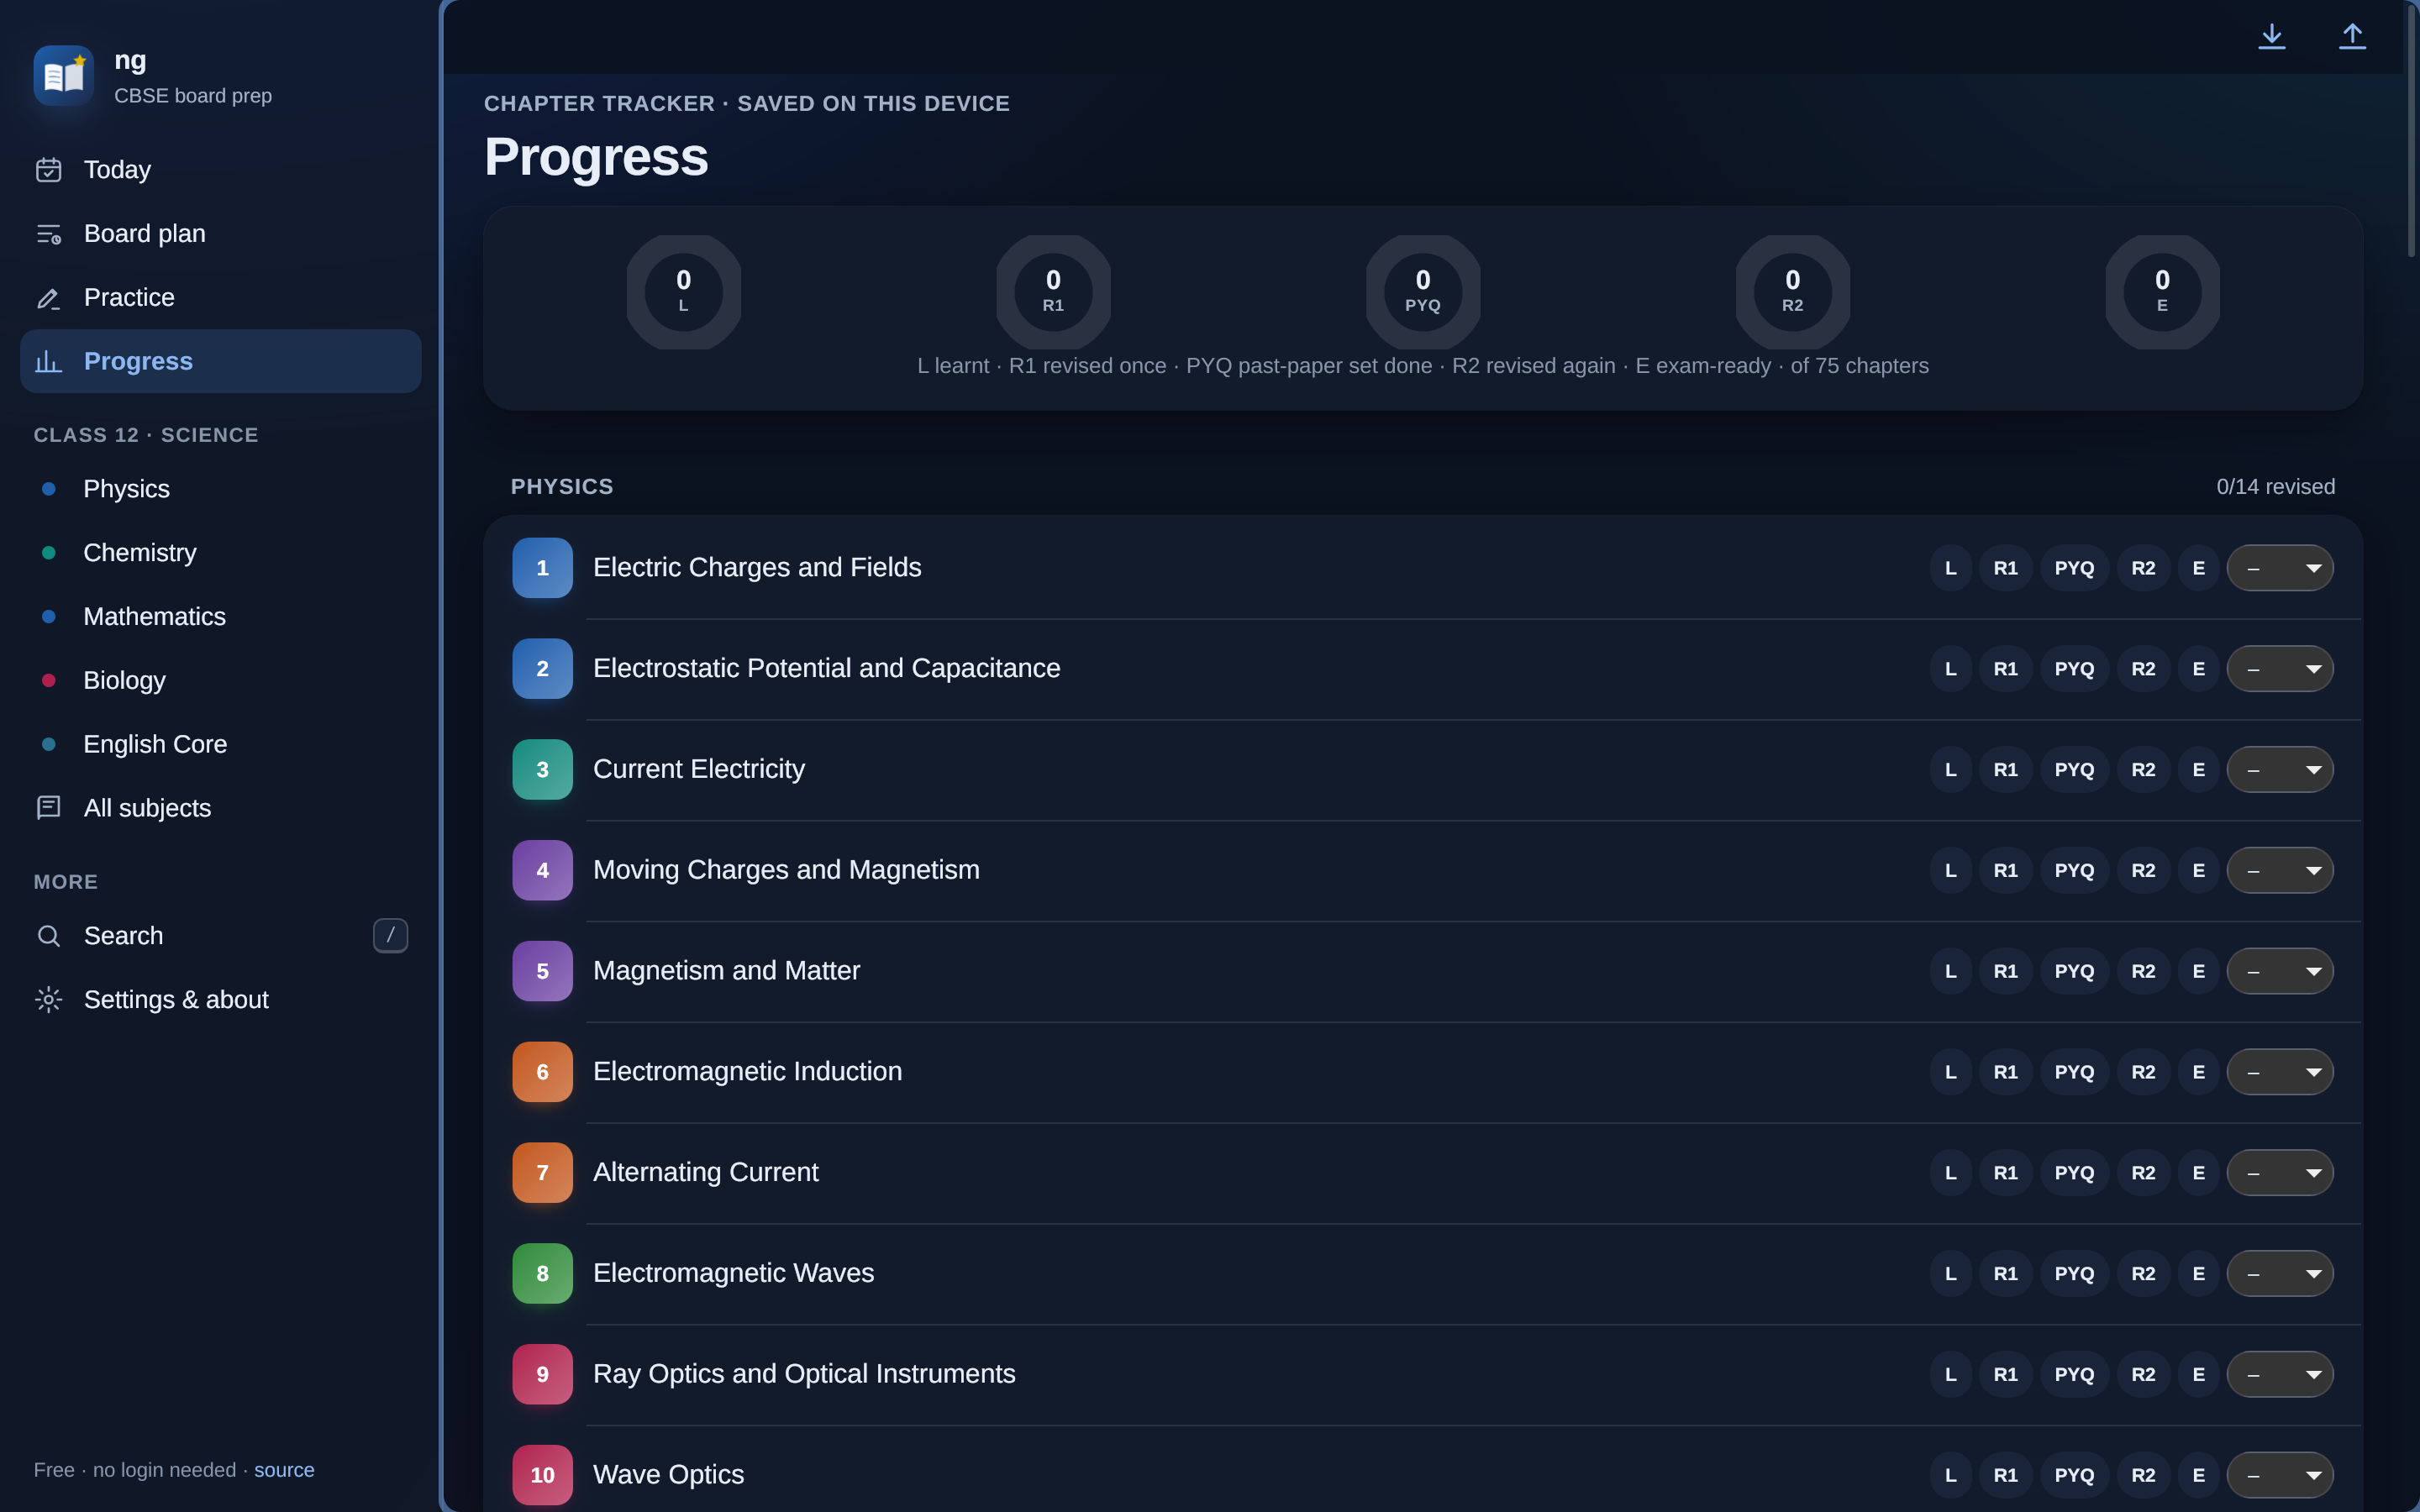 ng
CBSE board prep
Today
Board plan
Practice
Progress
CLASS 12 · SCIENCE
Physics
Chemistry
Mathematics
Biology
English Core
All subjects
MORE
Search /
Settings & about
Free · no login needed · source
CHAPTER TRACKER · SAVED ON THIS DEVICE
Progress
0 0 0 0 0
L R1 PYQ R2 E
L learnt · R1 revised once · PYQ past-paper set done · R2 revised again · E exam-ready · of 75 chapters
PHYSICS 0/14 revised
1 Electric Charges and Fields L R1 PYQ R2 E –
2 Electrostatic Potential and Capacitance L R1 PYQ R2 E –
3 Current Electricity L R1 PYQ R2 E –
4 Moving Charges and Magnetism L R1 PYQ R2 E –
5 Magnetism and Matter L R1 PYQ R2 E –
6 Electromagnetic Induction L R1 PYQ R2 E –
7 Alternating Current L R1 PYQ R2 E –
8 Electromagnetic Waves L R1 PYQ R2 E –
9 Ray Optics and Optical Instruments L R1 PYQ R2 E –
10 Wave Optics L R1 PYQ R2 E –